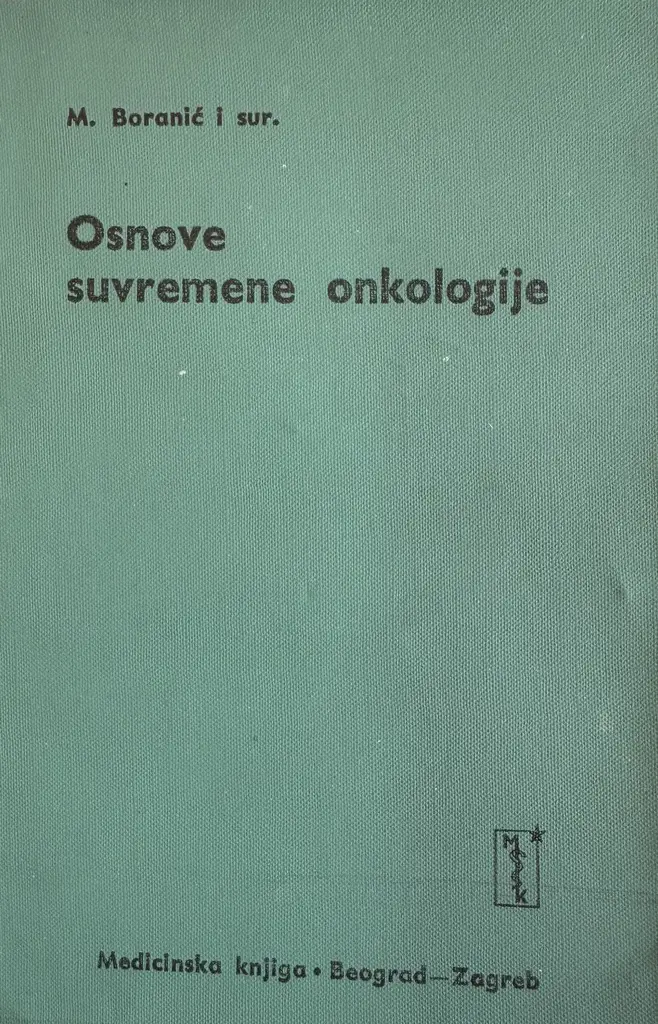 M. Boranić i sur.
Osnove
suvremene onkologije
M
K
Medicinska knjiga • Beograd—Zagreb